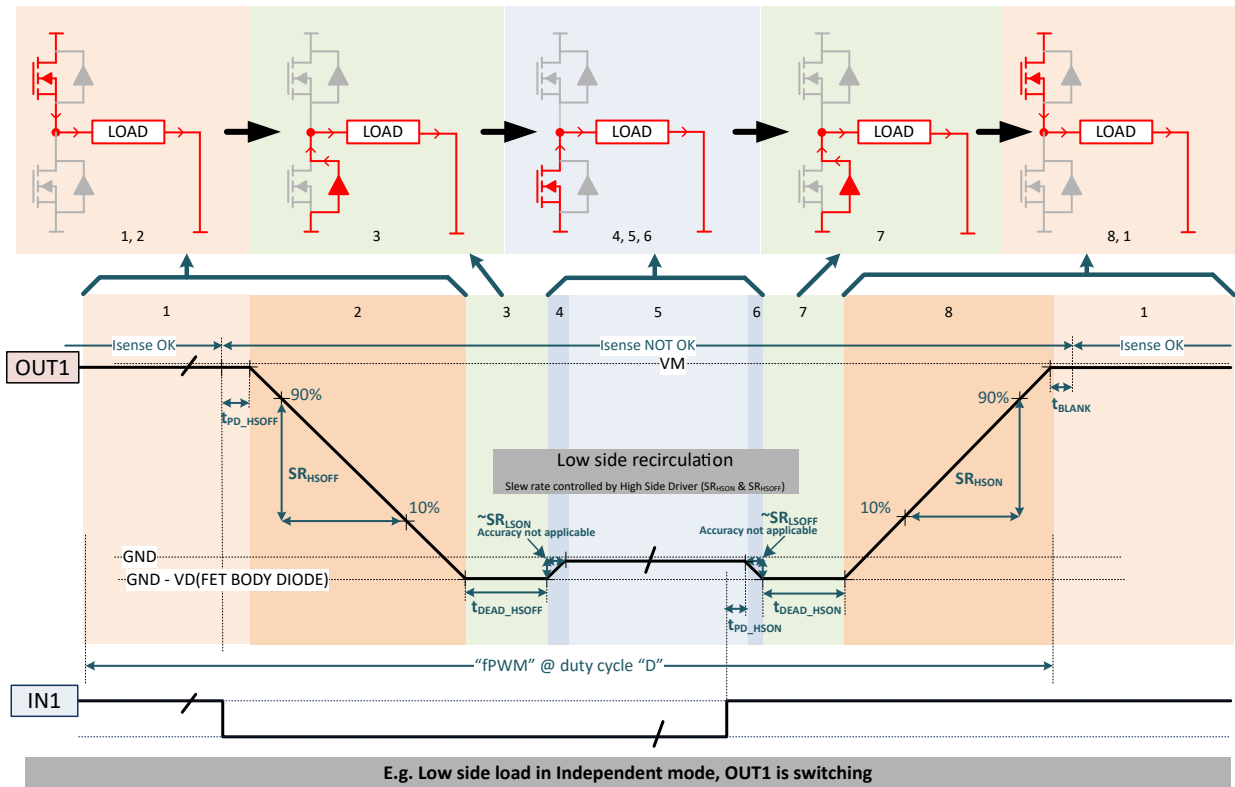 LOAD
LOAD
LOAD
LOAD
LOAD
1, 2
3
4, 5, 6
7
8, 1
1
2
3
4
5
6
7
8
1
Isense OK
Isense NOT OK
Isense OK
OUT1
VM
90%
90%
tPD_HSOFF
tBLANK
Low side recirculation
Slew rate controlled by High Side Driver (SRHSON & SRHSOFF)
SRHSOFF
SRHSON
10%
10%
~SRLSON
Accuracy not applicable
~SRLSOFF
Accuracy not applicable
GND
GND - VD(FET BODY DIODE)
tDEAD_HSOFF
tDEAD_HSON
tPD_HSON
“fPWM” @ duty cycle “D”
IN1
E.g. Low side load in Independent mode, OUT1 is switching